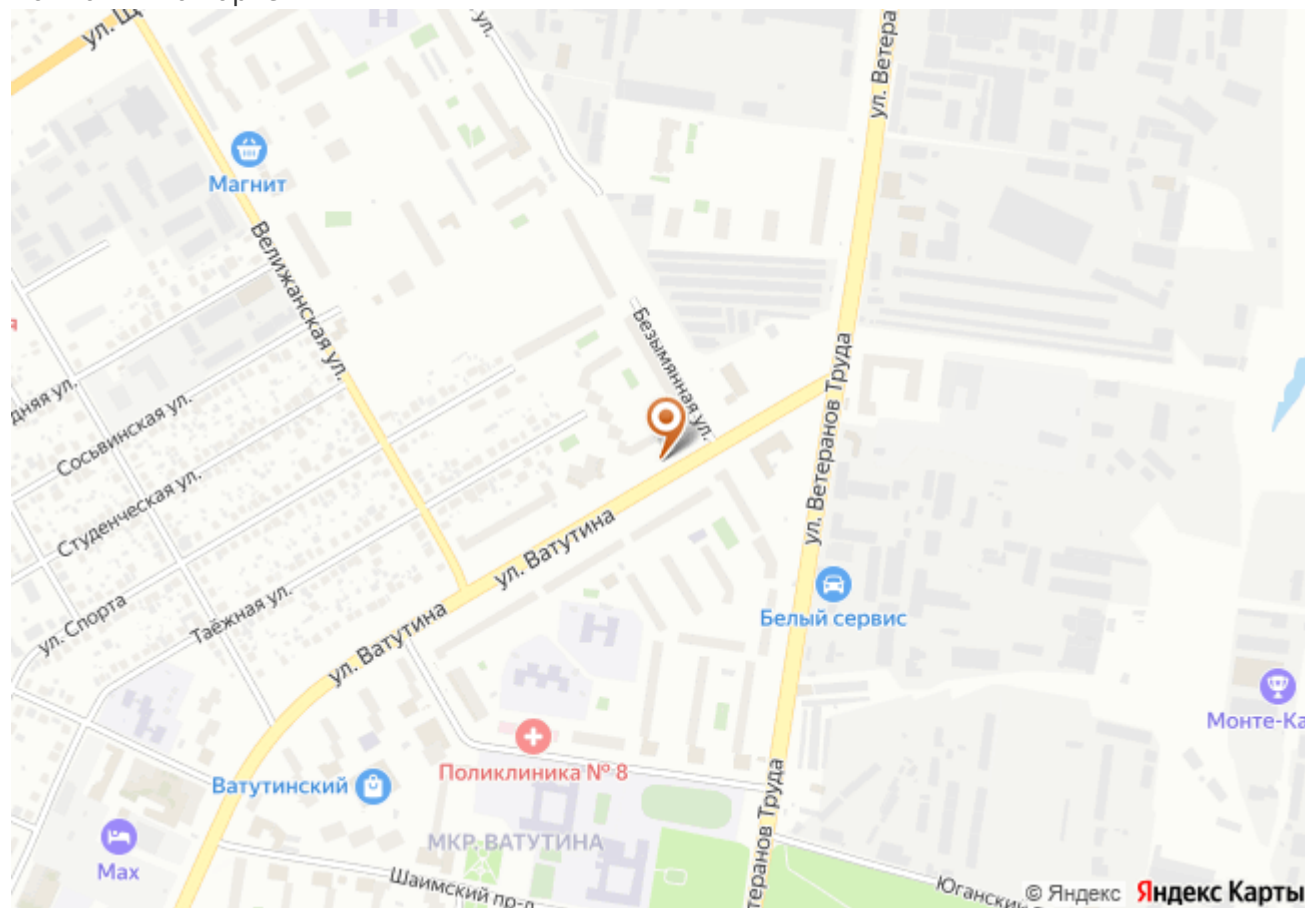 ул. Щ
ул.
ул. Ветера
Магнит
Велижанская ул.
Безымянная ул.
дняя ул.
Сосьвинская ул.
ул. Ветеранов Труда
Студенческая ул.
ул. Ватутина
Белый сервис
ул. Спорта
Таёжная ул.
ул. Ватутина
Монте-Ка
Поликлиника № 8
Ватутинский
теранов Труда
МКР. ВАТУТИНА
Max
Шаимский пр-д
Юганский
© Яндекс Яндекс Карты